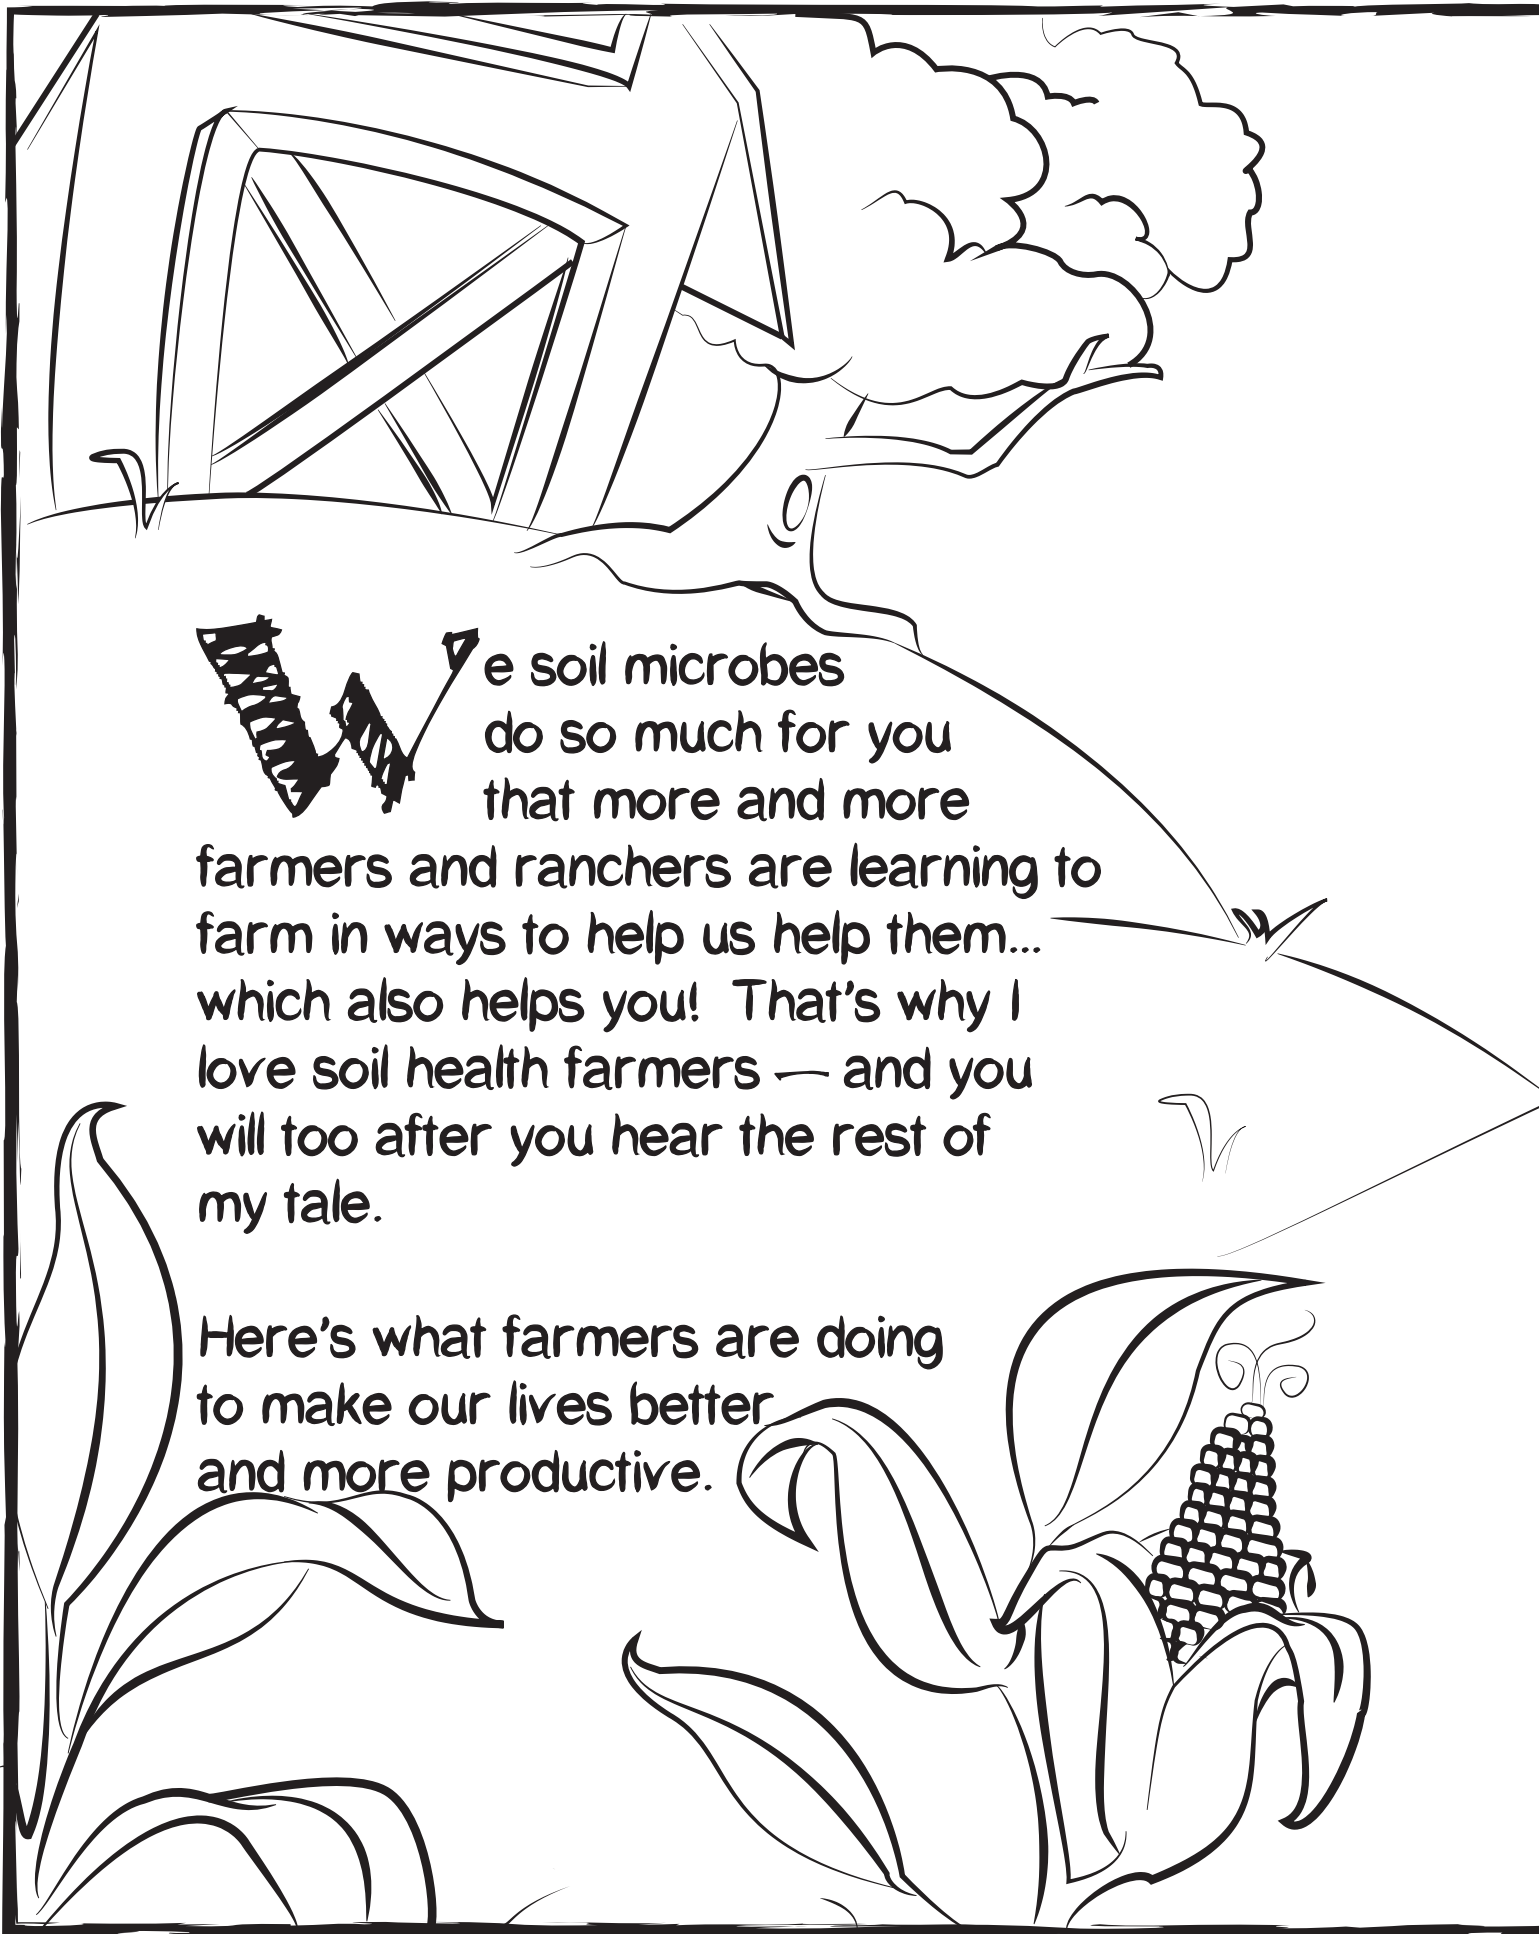 We soil microbes
do so much for you
that more and more
farmers and ranchers are learning to
farm in ways to help us help them...
which also helps you!  That's why I
love soil health farmers — and you
will too after you hear the rest of
my tale.
Here's what farmers are doing
to make our lives better
and more productive.